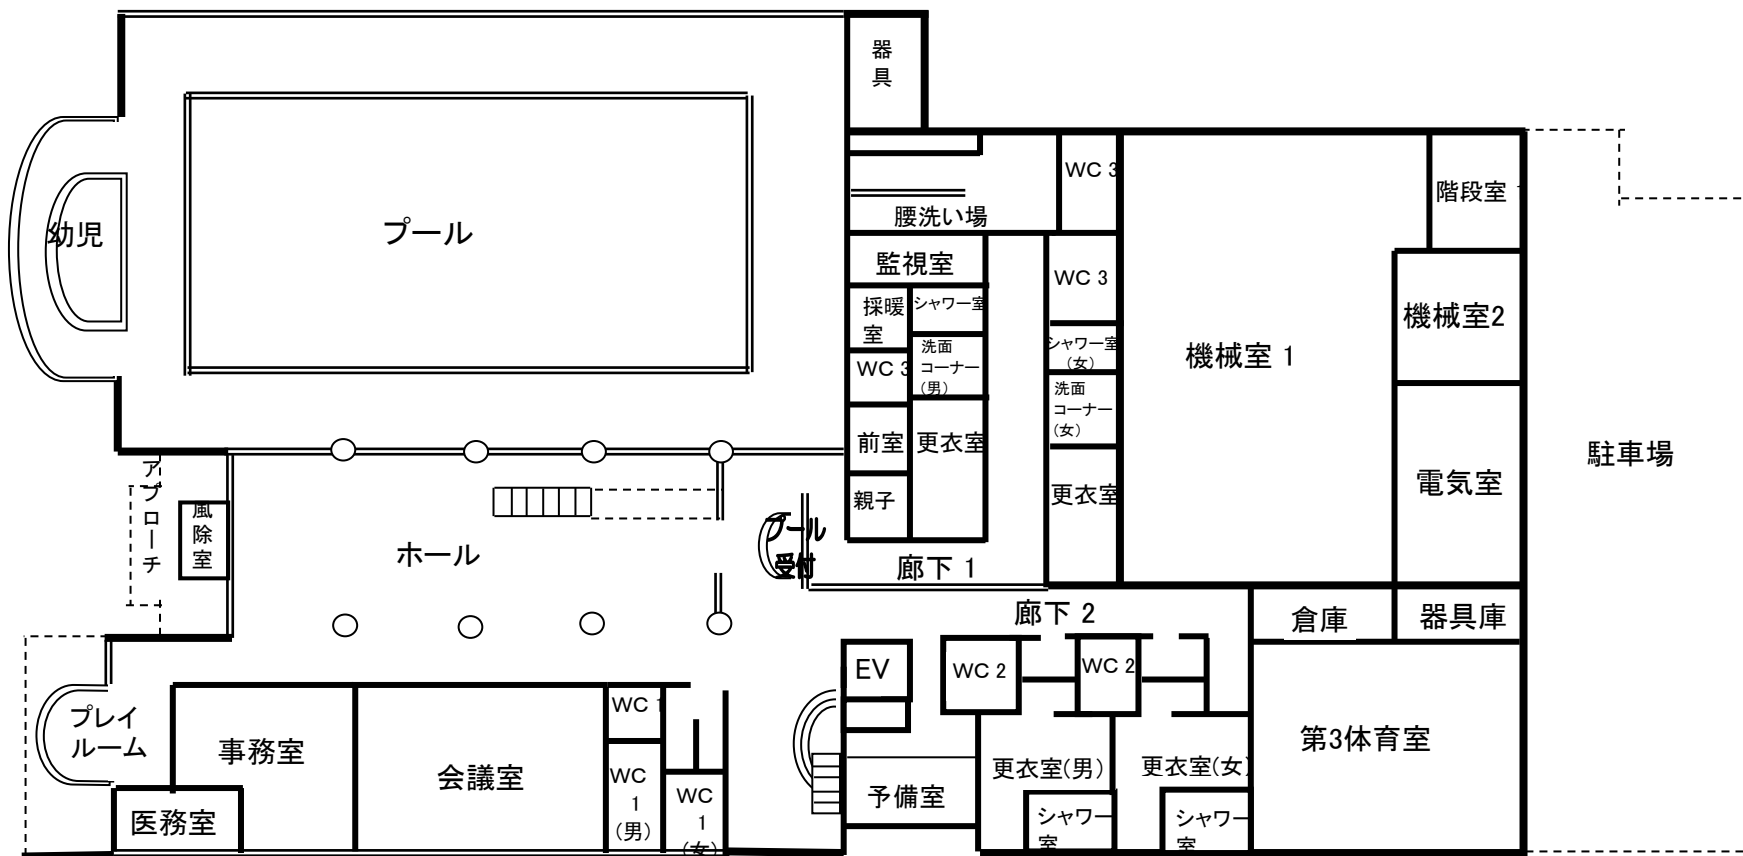 器
具
WC 3
階段室 1
幼児
プール
腰洗い場
監視室
WC 3
採暖
室
シャワー室
機械室2
洗面
コーナー
(男)
シャワー室
(女)
機械室 1
WC 3
洗面
コーナー
(女)
前室
更衣室
駐車場
アプローチ
風
除
室
親子
更衣室
電気室
ホール
プール
受付
廊下 1
廊下 2
倉庫
器具庫
EV
WC 2
WC 2
プレイ
ルーム
事務室
会議室
WC 1
第3体育室
更衣室(男)
更衣室(女)
WC
1
(男)
WC
1
(女)
予備室
医務室
シャワー
室
シャワー
室